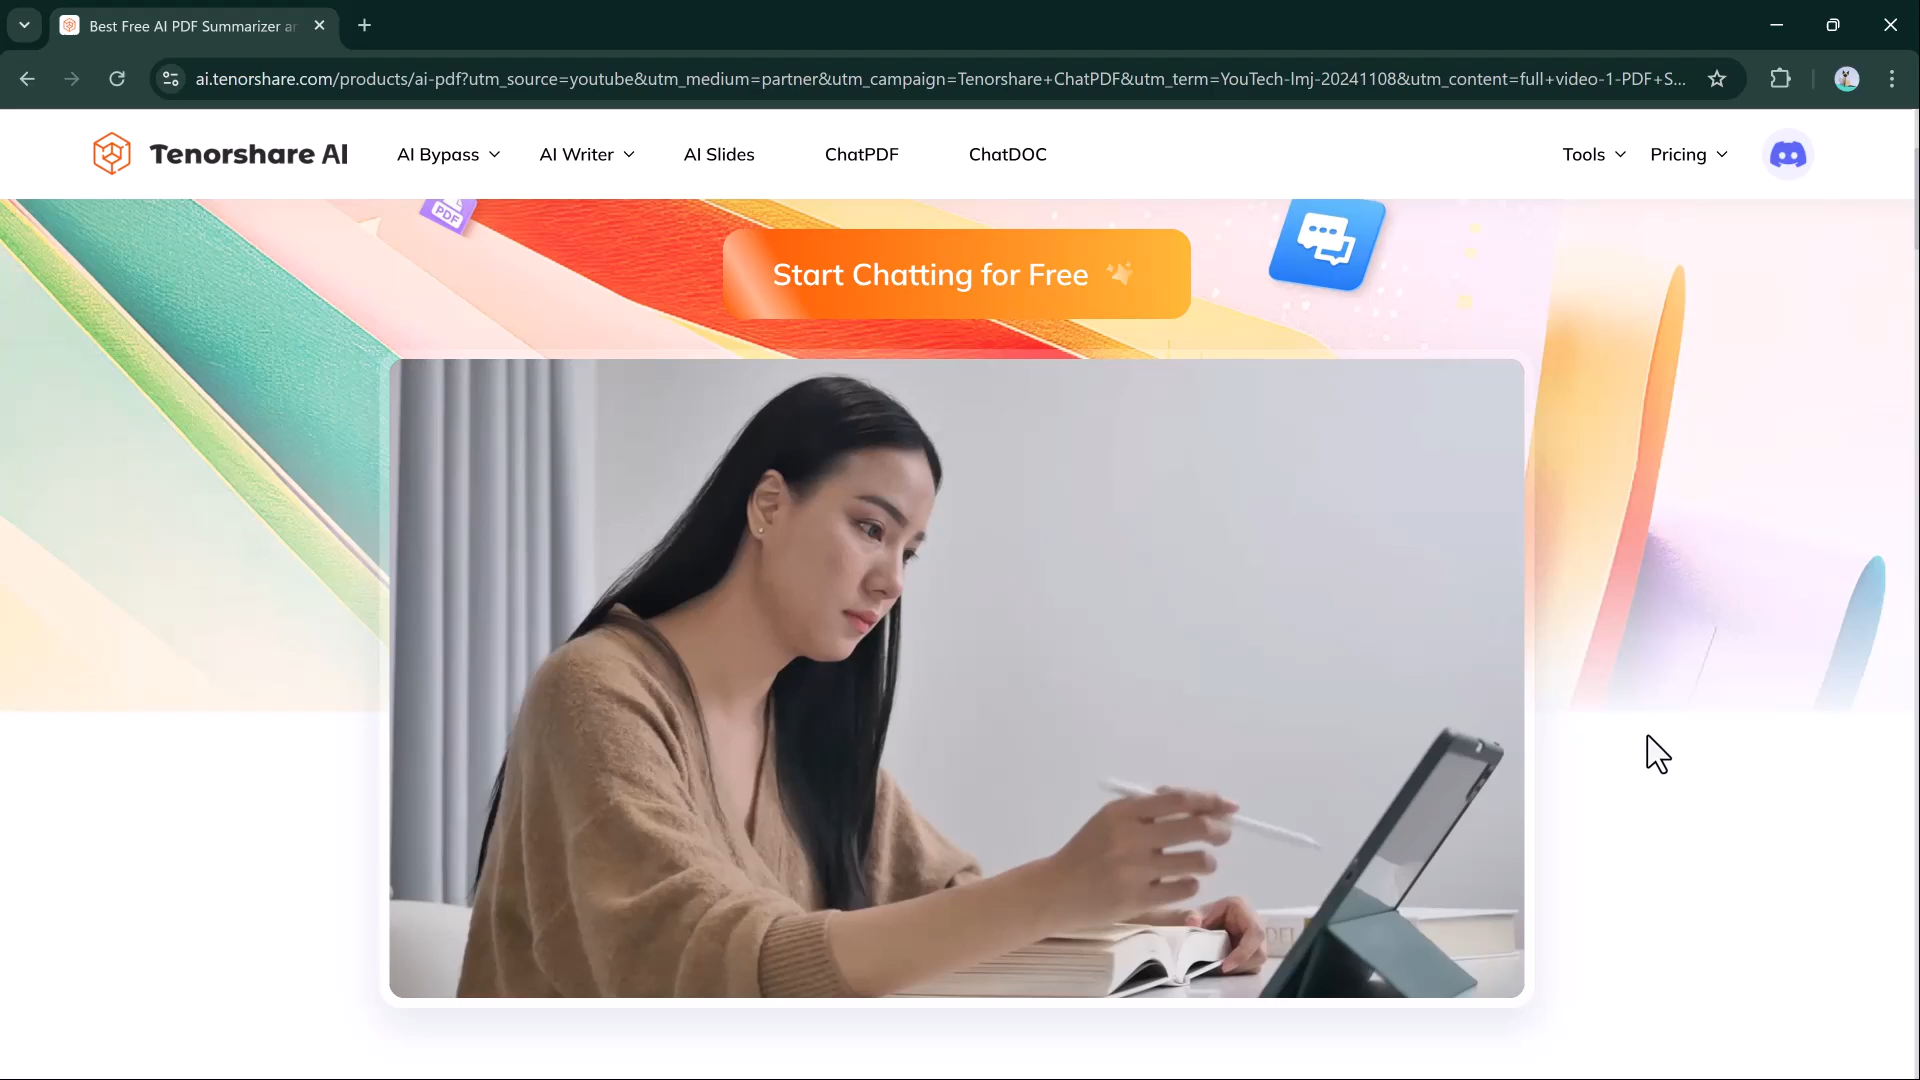 Best Free AI PDF Summarizer ar
ai.tenorshare.com/products/ai-pdf?utm_source=youtube&utm_medium=partner&utm_campaign=Tenorshare+ChatPDF&utm_term=YouTech-lmj-20241108&utm_content=full+video-1-PDF+S...
Tenorshare AI
AI Bypass
AI Writer
AI Slides
ChatPDF
ChatDOC
Tools
Pricing
PDF
Start Chatting for Free